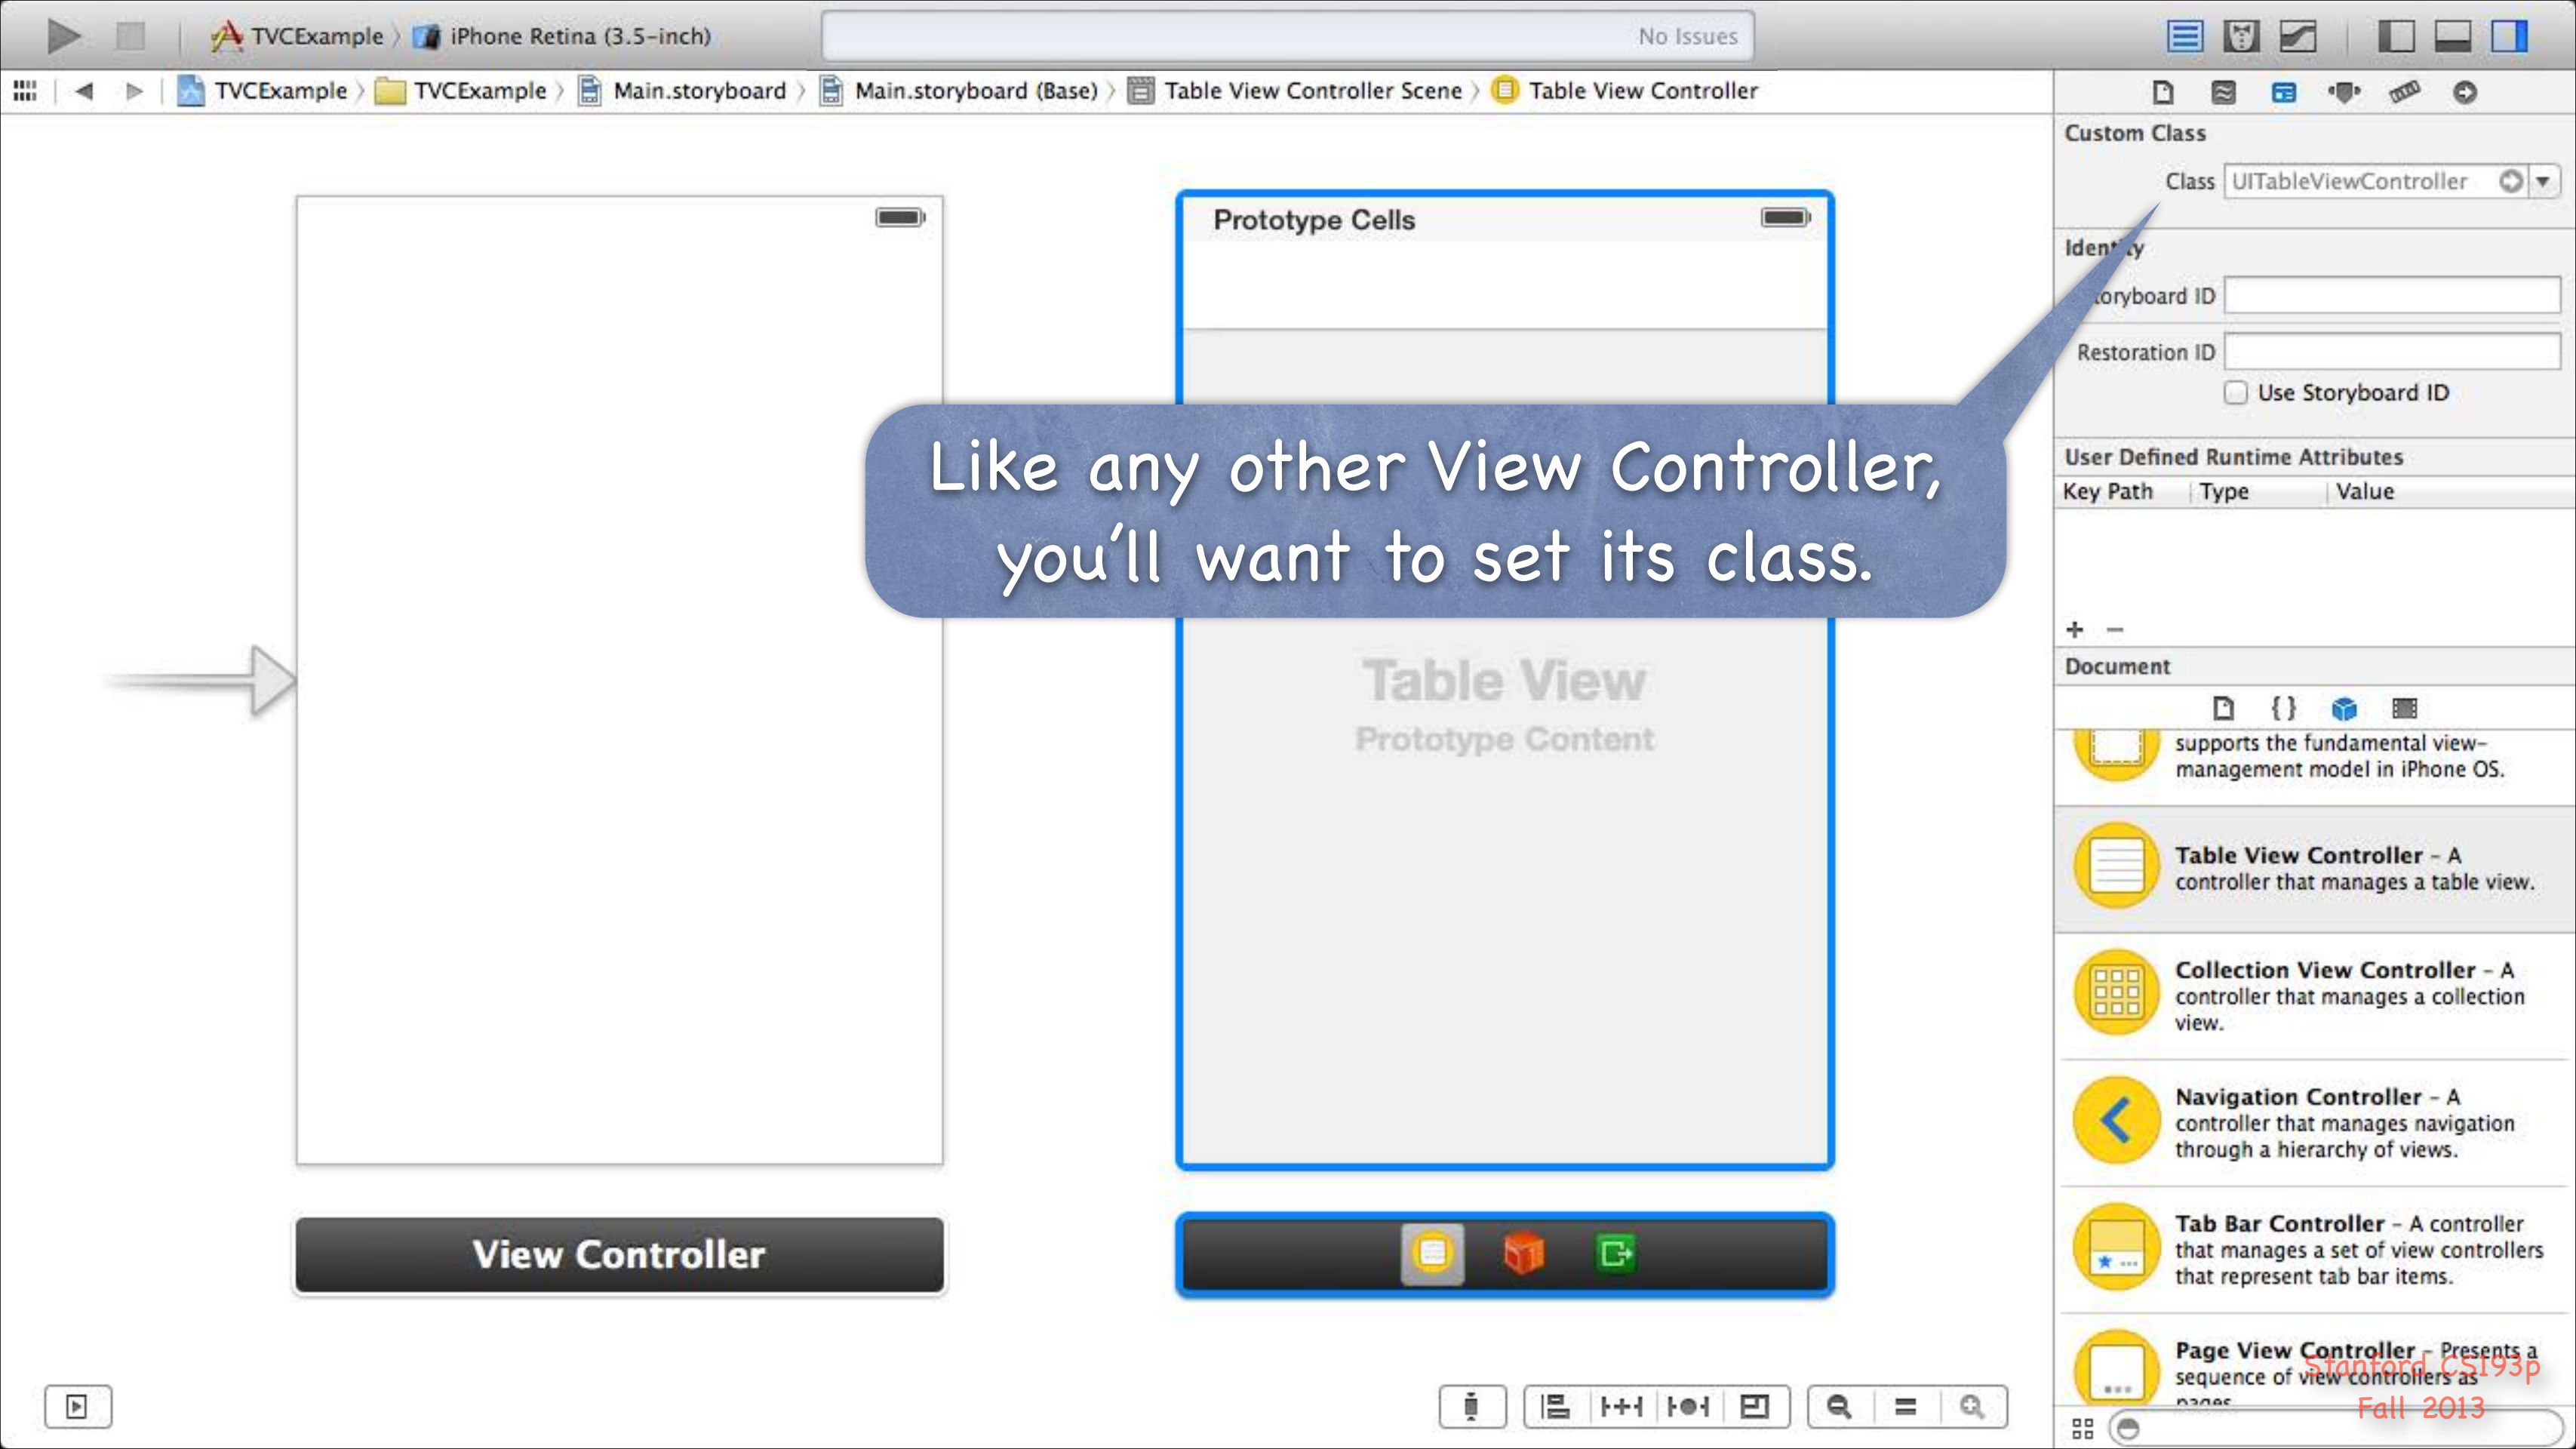 TVCExample
iPhone Retina (3.5-inch)
No Issues
TVCExample
TVCExample
Main.storyboard
Main.storyboard (Base)
Table View Controller Scene
Table View Controller
Custom Class
Class
UITableViewController
Identity
Storyboard ID
Restoration ID
Use Storyboard ID
User Defined Runtime Attributes
Key Path
Type
Value
Document
Prototype Cells
Like any other View Controller,
you'll want to set its class.
Table View
Prototype Content
View Controller
supports the fundamental view-
management model in iPhone OS.
Table View Controller - A
controller that manages a table view.
Collection View Controller - A
controller that manages a collection
view.
Navigation Controller - A
controller that manages navigation
through a hierarchy of views.
Tab Bar Controller - A controller
that manages a set of view controllers
that represent tab bar items.
Page View Controller - Presents a
sequence of view controllers as
pages.
Stanford CS193p
Fall 2013